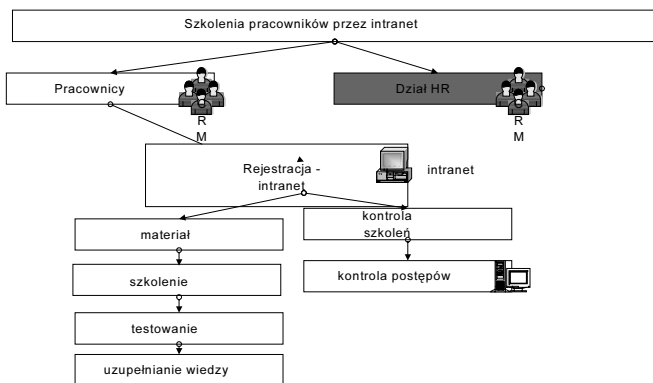 Szkolenia pracowników przez intranet
Pracownicy
Dział HR
R
M
R
M
Rejestracja -
intranet
intranet
kontrola
szkoleń
materiał
kontrola postępów
szkolenie
testowanie
uzupełnianie wiedzy